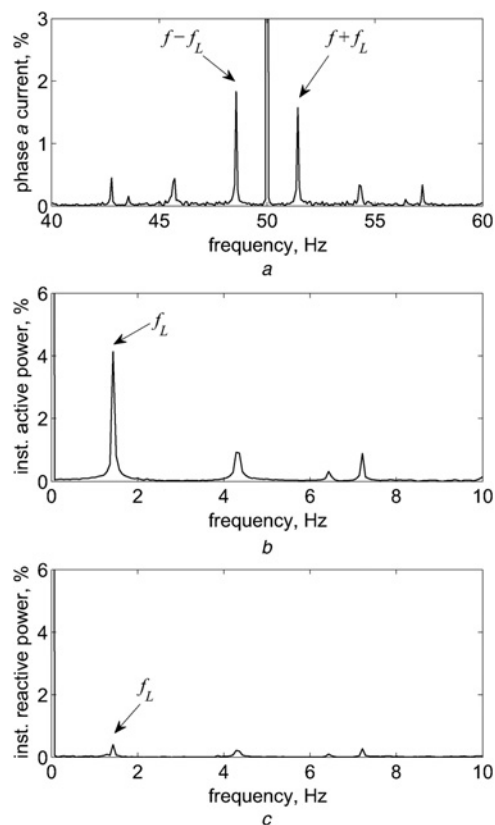 3
f−f_L
f+f_L
2
1
0
phase a current, %
40 45 50 55 60
frequency, Hz
a
6
f_L
4
2
0
inst. active power, %
0 2 4 6 8 10
frequency, Hz
b
6
4
2
f_L
0
inst. reactive power, %
0 2 4 6 8 10
frequency, Hz
c